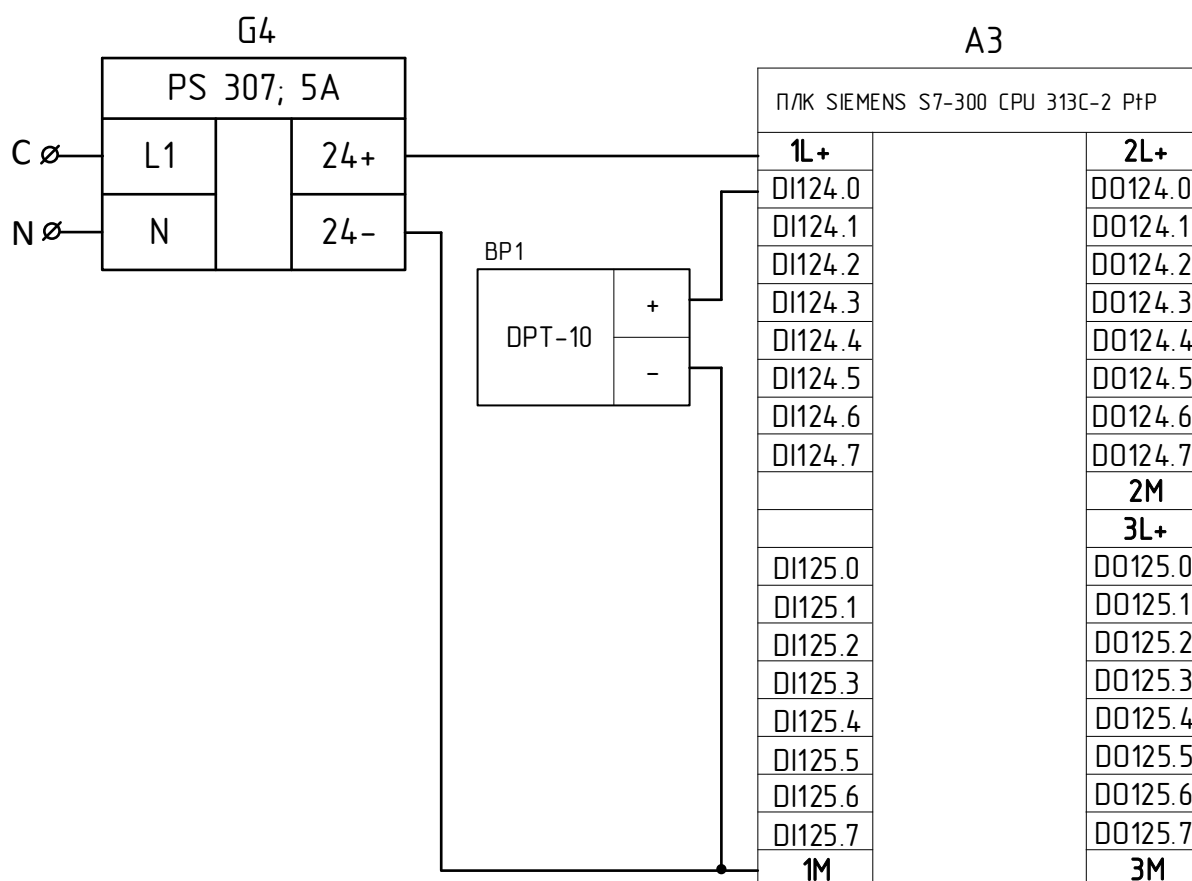 G4
PS 307; 5A
C L1 24+
N N 24-
BP1
DPT-10 + -
A3
ПЛК SIEMENS S7-300 CPU 313C-2 PtP
1L+ 2L+
DI124.0 DO124.0
DI124.1 DO124.1
DI124.2 DO124.2
DI124.3 DO124.3
DI124.4 DO124.4
DI124.5 DO124.5
DI124.6 DO124.6
DI124.7 DO124.7
2M
3L+
DI125.0 DO125.0
DI125.1 DO125.1
DI125.2 DO125.2
DI125.3 DO125.3
DI125.4 DO125.4
DI125.5 DO125.5
DI125.6 DO125.6
DI125.7 DO125.7
1M 3M